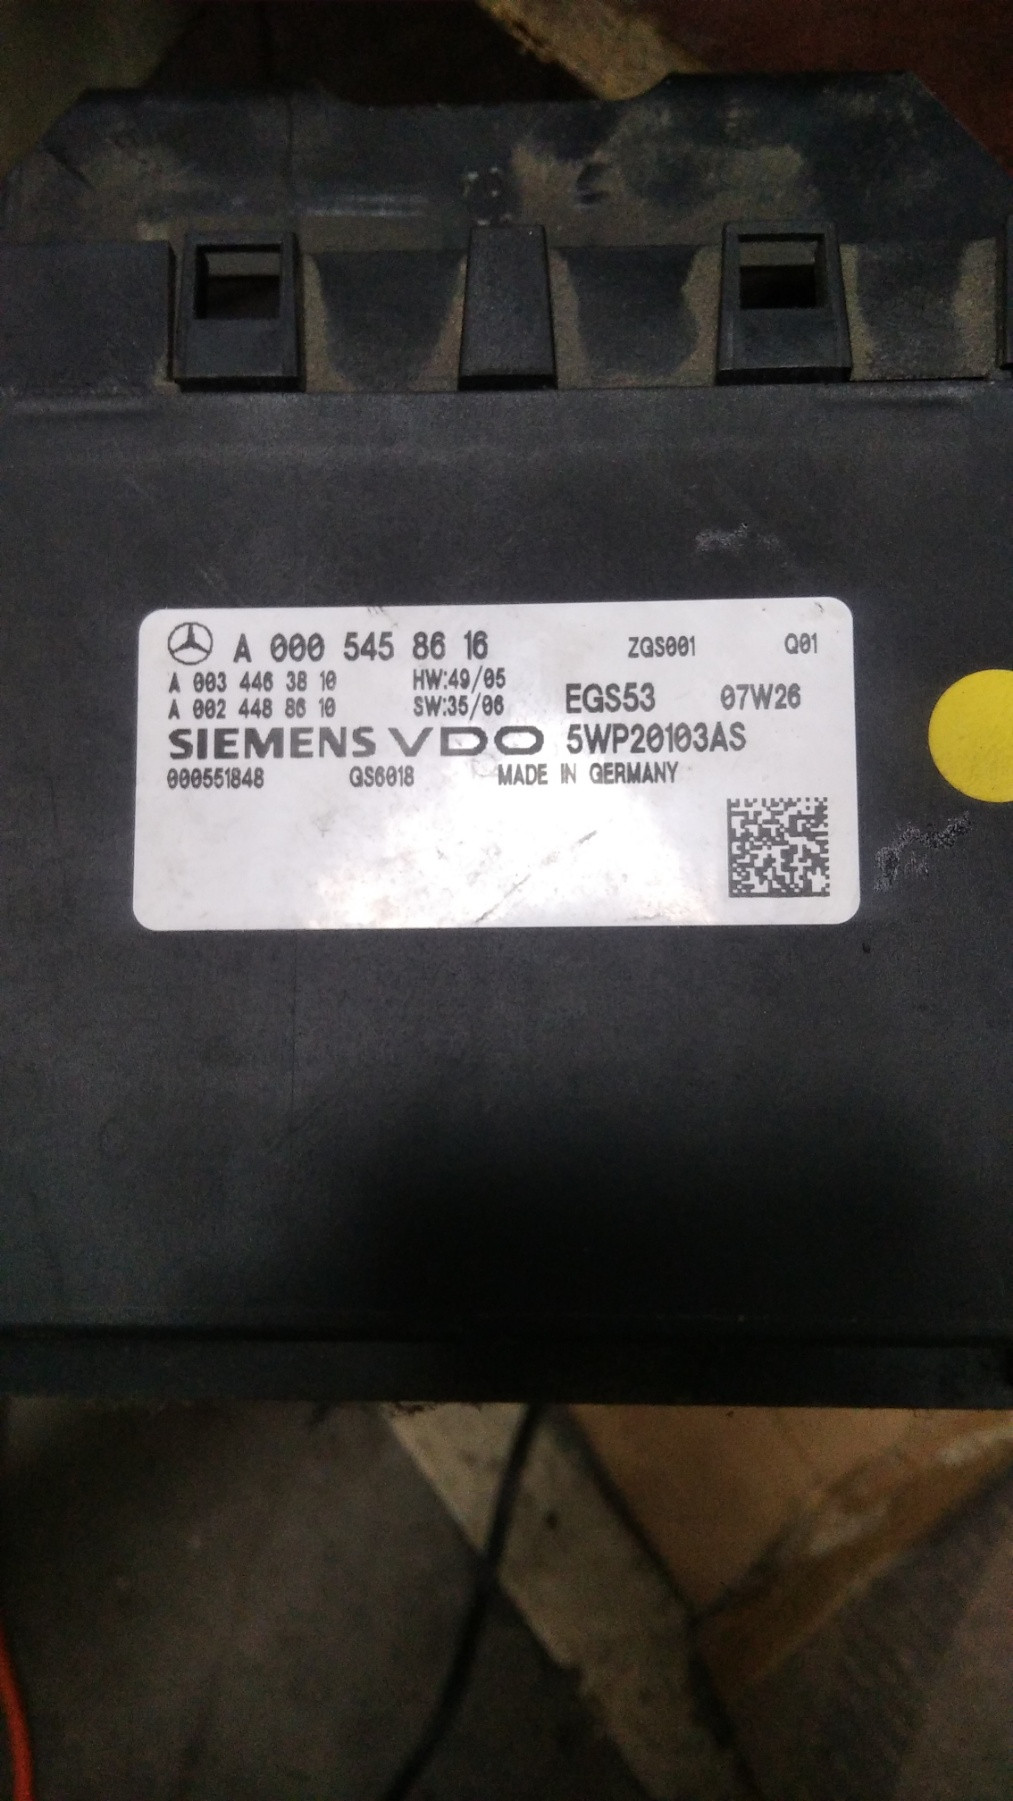 A 000 545 86 16 ZGS001 Q01
A 003 446 38 10 HW:49/05
A 002 448 86 10 SW:35/06 EGS53 07W26
SIEMENS VDO 5WP20103AS
000551848 GS6018 MADE IN GERMANY